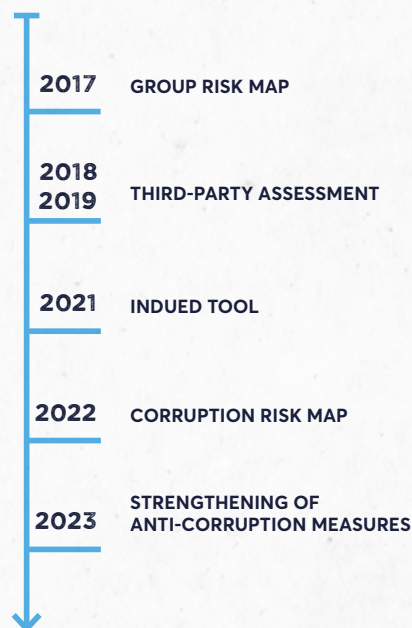 2017 GROUP RISK MAP
2018
2019 THIRD-PARTY ASSESSMENT
2021 INDUED TOOL
2022 CORRUPTION RISK MAP
STRENGTHENING OF
2023 ANTI-CORRUPTION MEASURES